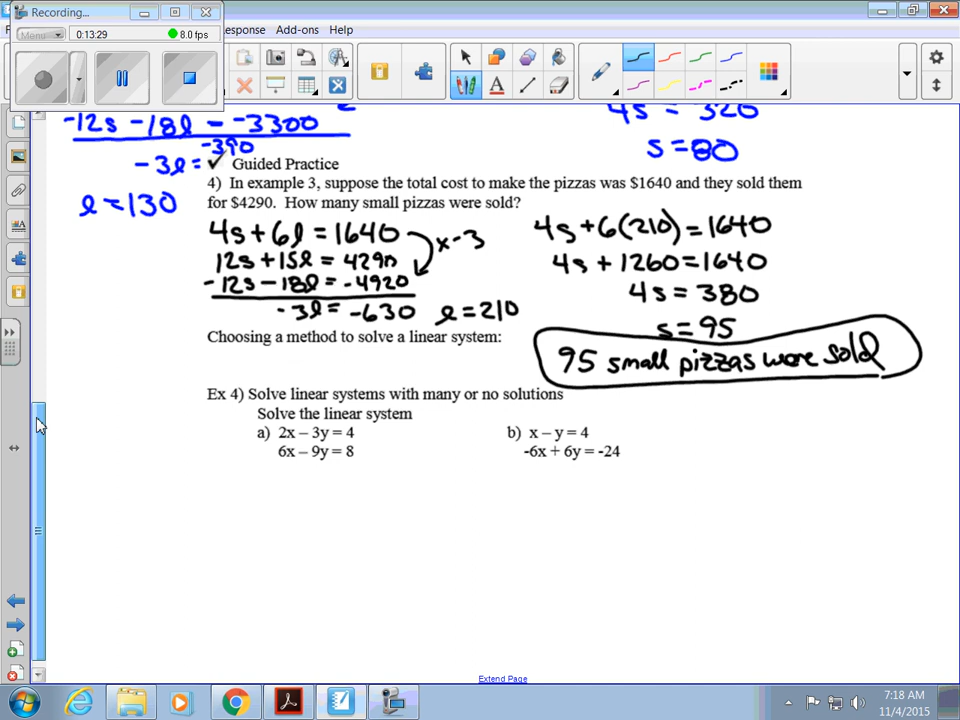 Recording...
Menu
0:13:29
8.0 fps
Response Add-ons Help
-12s - 18l = -3300
-390
-3l =
l = 130
4s = 320
s = 80
✓ Guided Practice
4) In example 3, suppose the total cost to make the pizzas was $1640 and they sold them
for $4290. How many small pizzas were sold?
4s + 6l = 1640
x -3
12s + 15l = 4290
-12s - 18l = -4920
-3l = -630 l = 210
4s + 6(210) = 1640
4s + 1260 = 1640
4s = 380
s = 95
95 small pizzas were sold
Choosing a method to solve a linear system:
Ex 4) Solve linear systems with many or no solutions
Solve the linear system
a) 2x – 3y = 4
6x – 9y = 8
b) x – y = 4
-6x + 6y = -24
Extend Page
7:18 AM
11/4/2015